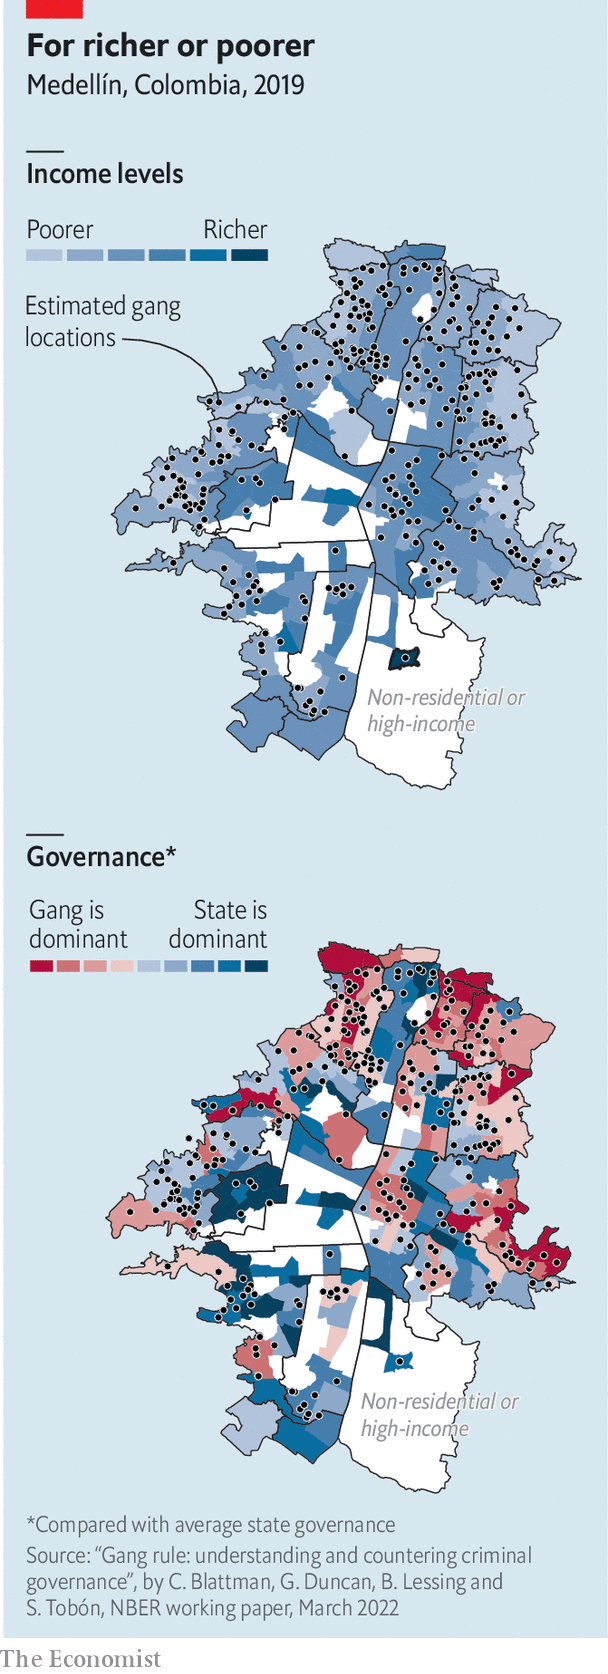 For richer or poorer
Medellín, Colombia, 2019
Income levels
Poorer Richer
Estimated gang
locations
Non-residential or
high-income
Governance*
Gang is State is
dominant dominant
Non-residential or
high-income
*Compared with average state governance
Source: “Gang rule: understanding and countering criminal
governance”, by C. Blattman, G. Duncan, B. Lessing and
S. Tobón, NBER working paper, March 2022
The Economist